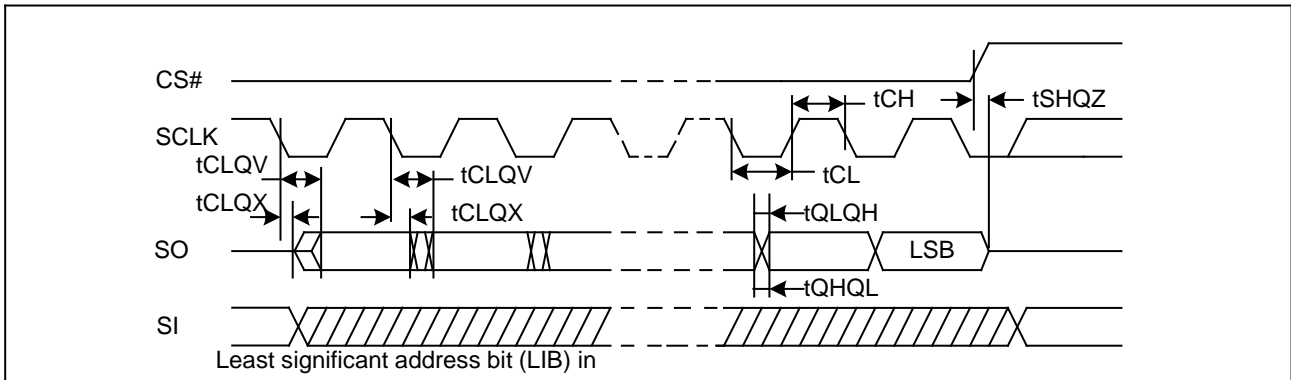 CS#
tCH
tSHQZ
SCLK
tCLQV
tCLQV
tCL
tCLQX
tCLQX
tQLQH
SO
LSB
tQHQL
SI
Least significant address bit (LIB) in